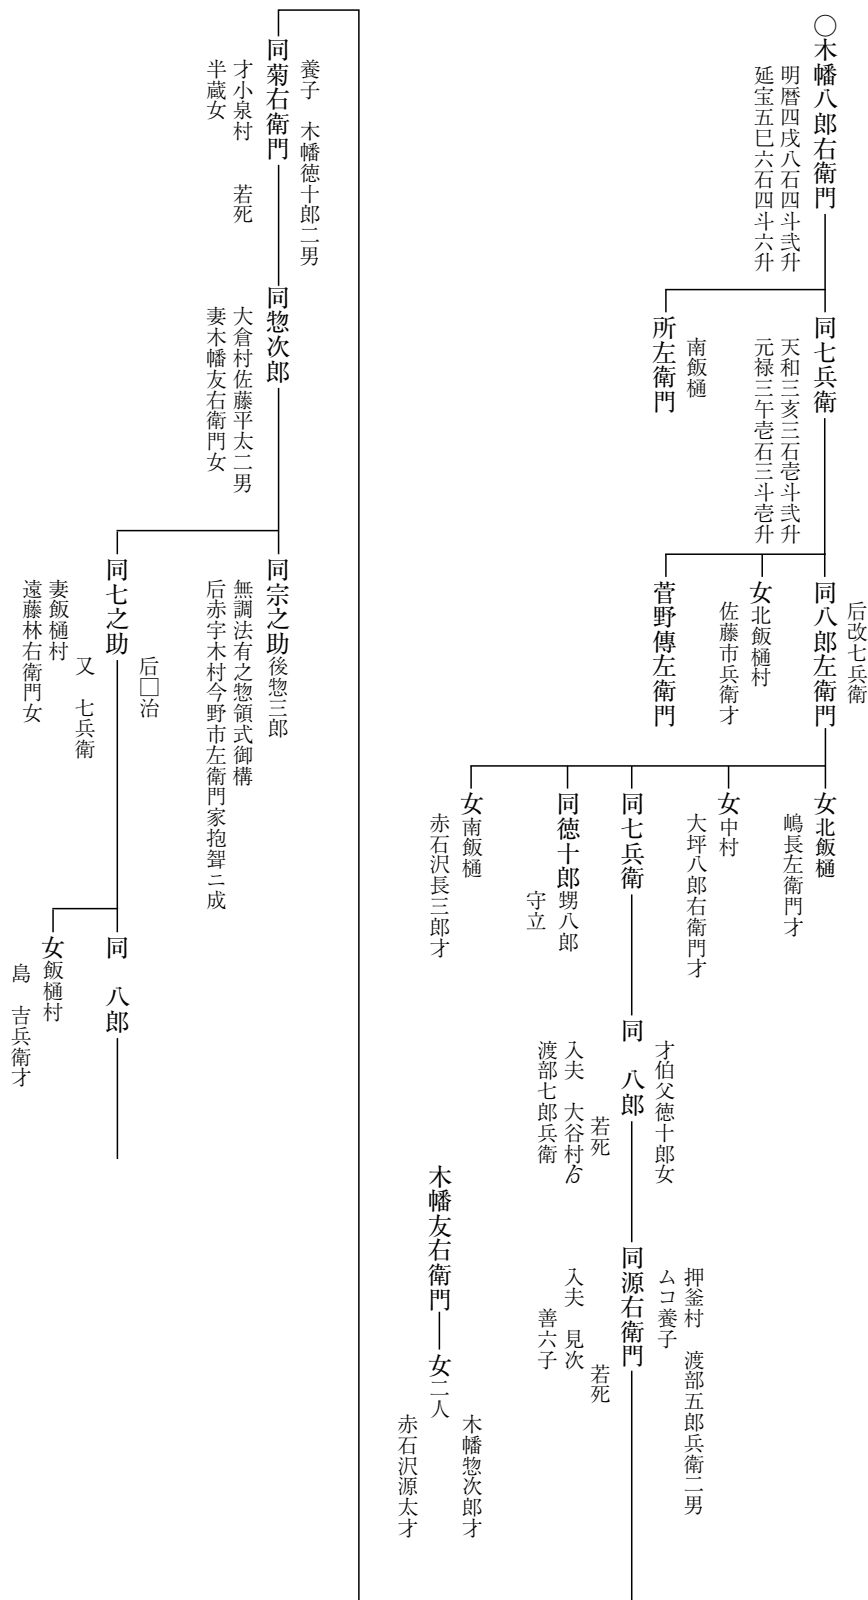 ○木幡八郎右衛門
明暦四戌八石四斗弐升
延宝五巳六石四斗六升
后改七兵衛
同七兵衛
天和三亥三石壱斗弐升
元禄三午壱石三斗壱升
南飯樋
所左衛門
同八郎左衛門
女北飯樋村
佐藤市兵衛才
菅野傳左衛門
女北飯樋
嶋長左衛門才
女中村
大坪八郎右衛門才
同七兵衛
同徳十郎甥八郎
守立
女南飯樋
赤石沢長三郎才
才伯父徳十郎女
同 八郎
若死
入夫 大谷村ゟ
渡部七郎兵衛
押釜村 渡部五郎兵衛二男
ムコ養子
同源右衛門
若死
入夫 見次
善六子
木幡友右衛門
女二人
木幡惣次郎才
赤石沢源太才
養子 木幡徳十郎二男
同菊右衛門
才小泉村 若死
半蔵女
同惣次郎
大倉村佐藤平太二男
妻木幡友右衛門女
同宗之助後惣三郎
無調法有之惣領式御構
后赤宇木村今野市左衛門家抱聟ニ成
后□治
同七之助
又 七兵衛
妻飯樋村
遠藤林右衛門女
同 八郎
女飯樋村
島 吉兵衛才